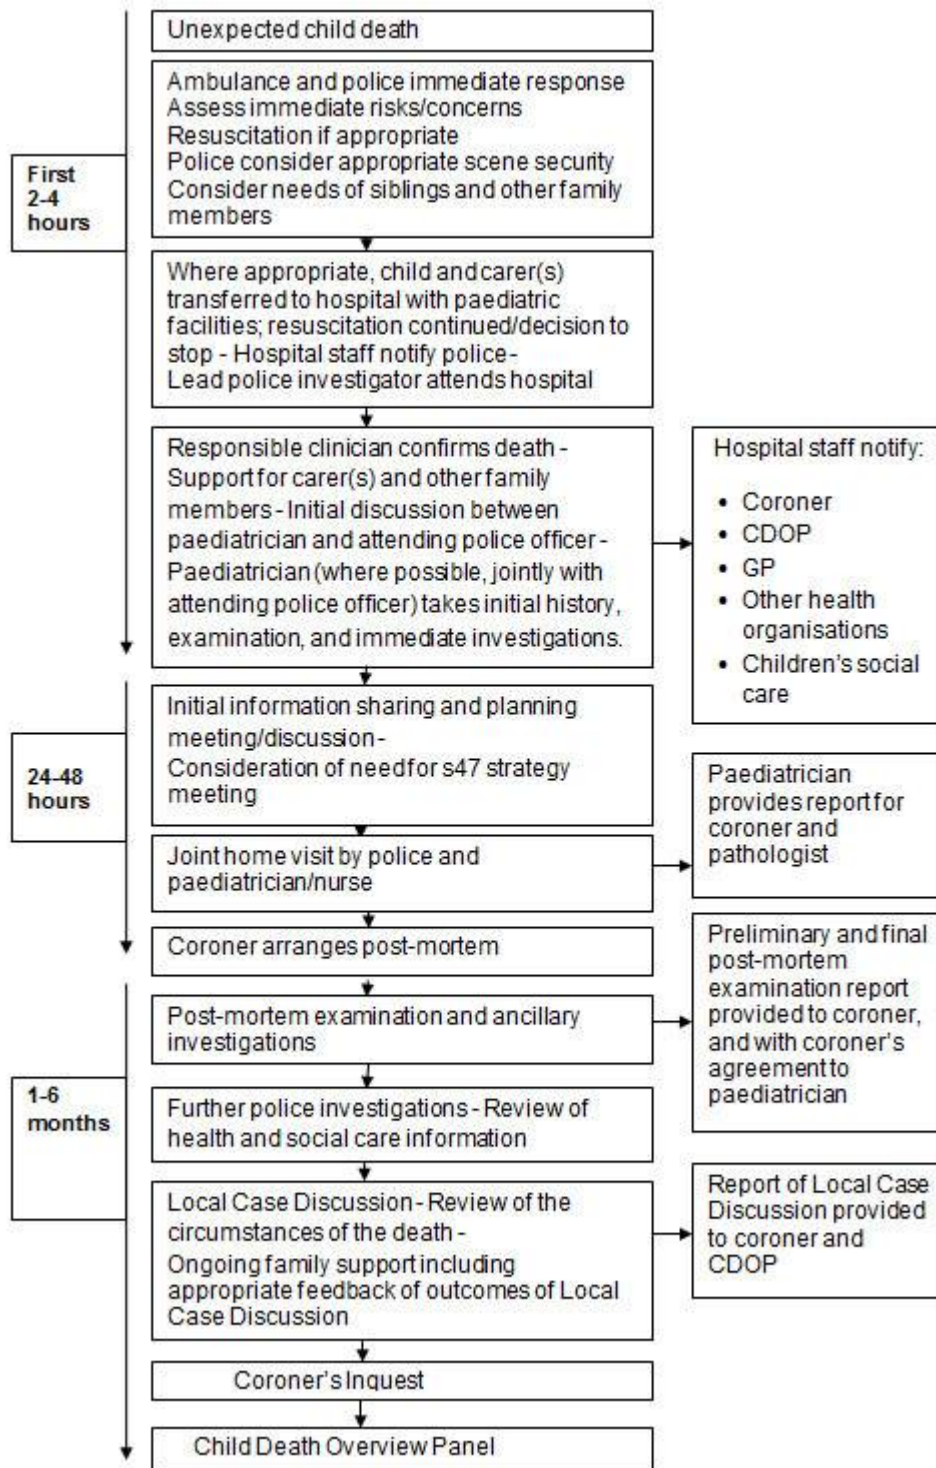 Unexpected child death
Ambulance and police immediate response
Assess immediate risks/concerns
Resuscitation if appropriate
Police consider appropriate scene security
Consider needs of siblings and other family
members
First
2-4
hours
Where appropriate, child and carer(s)
transferred to hospital with paediatric
facilities; resuscitation continued/decision to
stop - Hospital staff notify police -
Lead police investigator attends hospital
Responsible clinician confirms death -
Support for carer(s) and other family
members - Initial discussion between
paediatrician and attending police officer -
Paediatrician (where possible, jointly with
attending police officer) takes initial history,
examination, and immediate investigations.
Hospital staff notify:
• Coroner
• CDOP
• GP
• Other health
organisations
• Children's social
care
24-48
hours
Initial information sharing and planning
meeting/discussion-
Consideration of need for s47 strategy
meeting
Joint home visit by police and
paediatrician/nurse
Paediatrician
provides report for
coroner and
pathologist
Coroner arranges post-mortem
1-6
months
Post-mortem examination and ancillary
investigations
Preliminary and final
post-mortem
examination report
provided to coroner,
and with coroner's
agreement to
paediatrician
Further police investigations - Review of
health and social care information
Local Case Discussion - Review of the
circumstances of the death -
Ongoing family support including
appropriate feedback of outcomes of Local
Case Discussion
Report of Local Case
Discussion provided
to coroner and
CDOP
Coroner's Inquest
Child Death Overview Panel